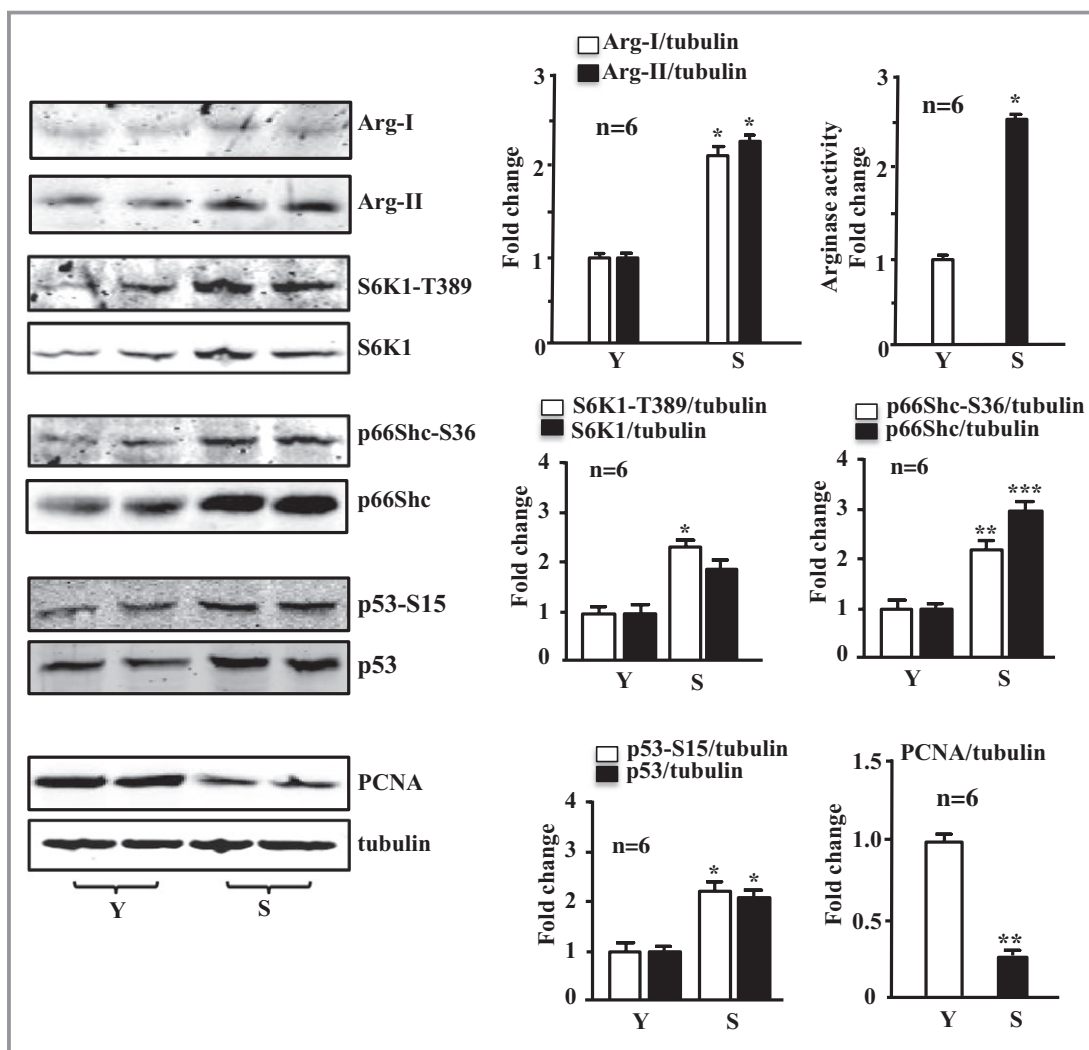 Arg-I
Arg-II
S6K1-T389
S6K1
p66Shc-S36
p66Shc
p53-S15
p53
PCNA
tubulin
Y S
Arg-I/tubulin
Arg-II/tubulin
3
2
1
0
Fold change
n=6
* *
Y S
3
2
1
0
Arginase activity
Fold change
n=6
*
Y S
S6K1-T389/tubulin
S6K1/tubulin
4
3
2
1
0
Fold change
n=6
*
Y S
p66Shc-S36/tubulin
p66Shc/tubulin
4
3
2
1
0
Fold change
n=6
** ***
Y S
p53-S15/tubulin
p53/tubulin
4
3
2
1
0
Fold change
n=6
* *
Y S
PCNA/tubulin
1.5
1.0
0.5
0
Fold change
n=6
**
Y S